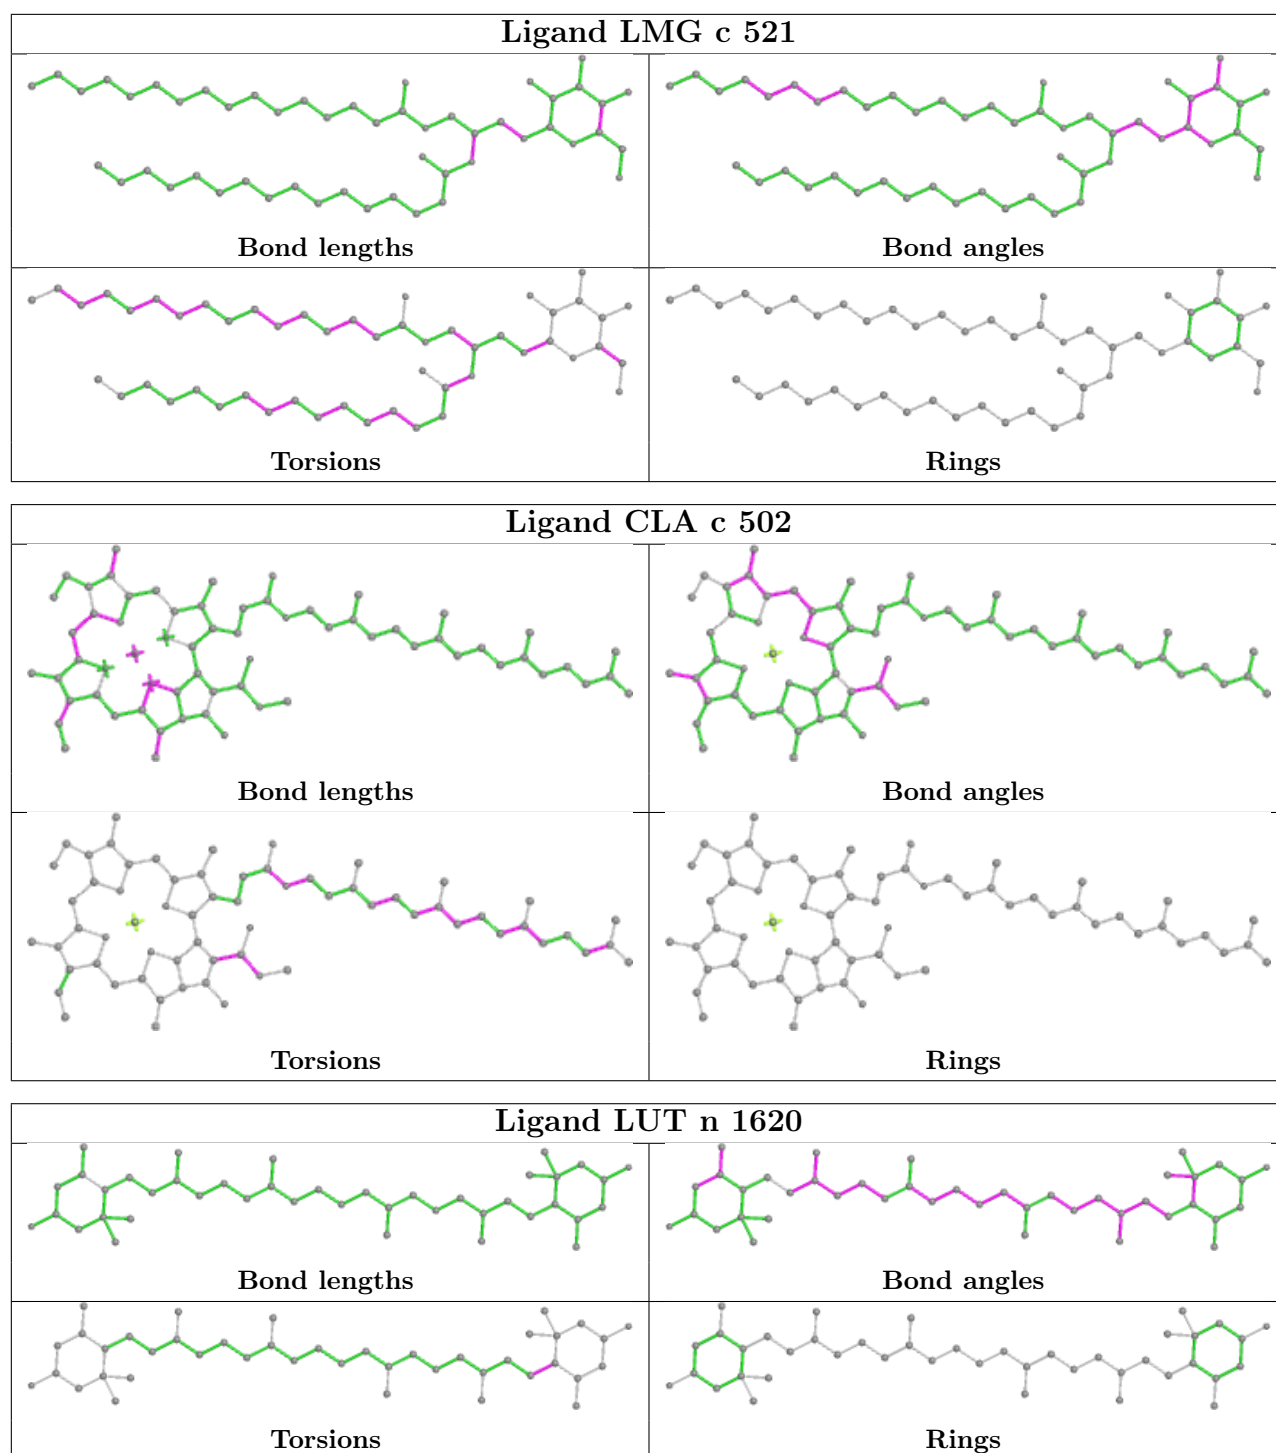 Ligand LMG c 521
Bond lengths
Bond angles
Torsions
Rings
Ligand CLA c 502
Bond lengths
Bond angles
Torsions
Rings
Ligand LUT n 1620
Bond lengths
Bond angles
Torsions
Rings